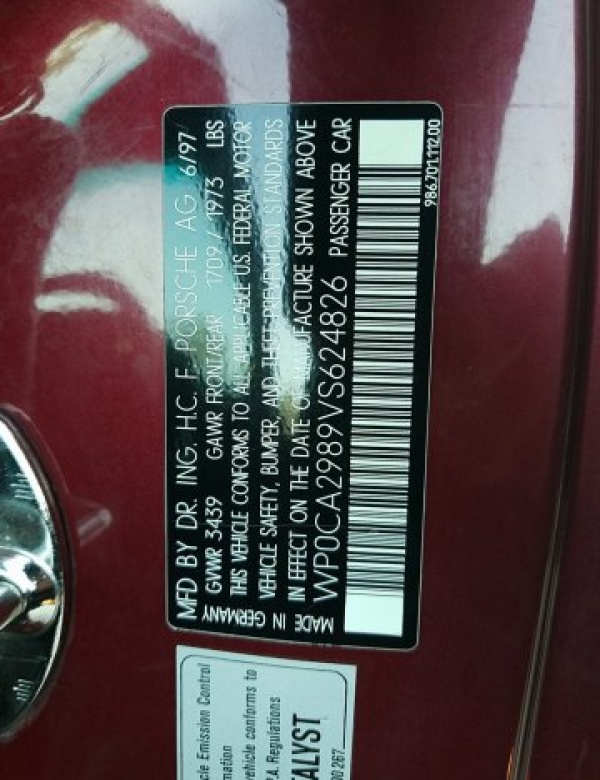 MFD BY DR. ING. H.C. F. PORSCHE AG 6/97
GVWR 3439 GAWR FRONT/REAR 1709 / 1973 LBS
THIS VEHICLE CONFORMS TO ALL APPLICABLE U.S. FEDERAL MOTOR
VEHICLE SAFETY, BUMPER, AND THEFT PREVENTION STANDARDS
IN EFFECT ON THE DATE OF MANUFACTURE SHOWN ABOVE
WP0CA2989VS624826 PASSENGER CAR
MADE IN GERMANY
986.701.112.00
cle Emission Control
mation
vehicle conforms to
.A. Regulations
ALYST
00 267